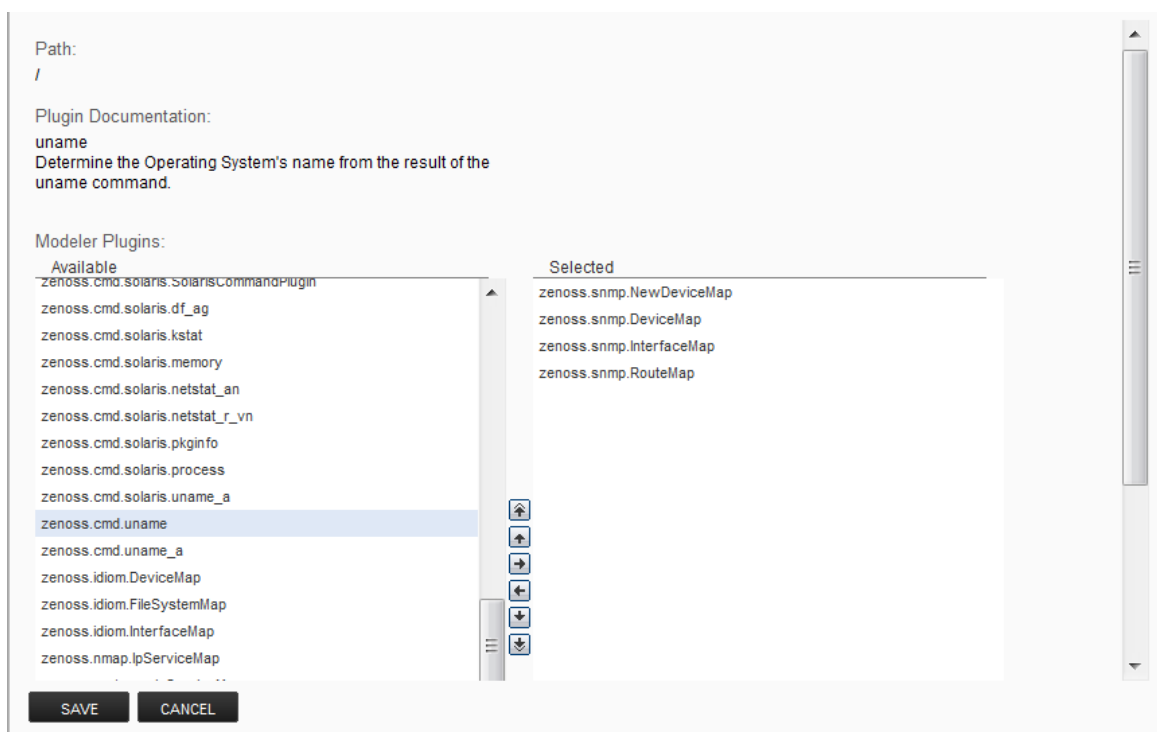 Path:
/
Plugin Documentation:
uname
Determine the Operating System's name from the result of the
uname command.
Modeler Plugins:
Available
Selected
zenoss.cmd.solaris.SolarisCommandPlugin
zenoss.cmd.solaris.df_ag
zenoss.cmd.solaris.kstat
zenoss.cmd.solaris.memory
zenoss.cmd.solaris.netstat_an
zenoss.cmd.solaris.netstat_r_vn
zenoss.cmd.solaris.pkginfo
zenoss.cmd.solaris.process
zenoss.cmd.solaris.uname_a
zenoss.cmd.uname
zenoss.cmd.uname_a
zenoss.idiom.DeviceMap
zenoss.idiom.FileSystemMap
zenoss.idiom.InterfaceMap
zenoss.nmap.IpServiceMap
zenoss.snmp.NewDeviceMap
zenoss.snmp.DeviceMap
zenoss.snmp.InterfaceMap
zenoss.snmp.RouteMap
SAVE
CANCEL